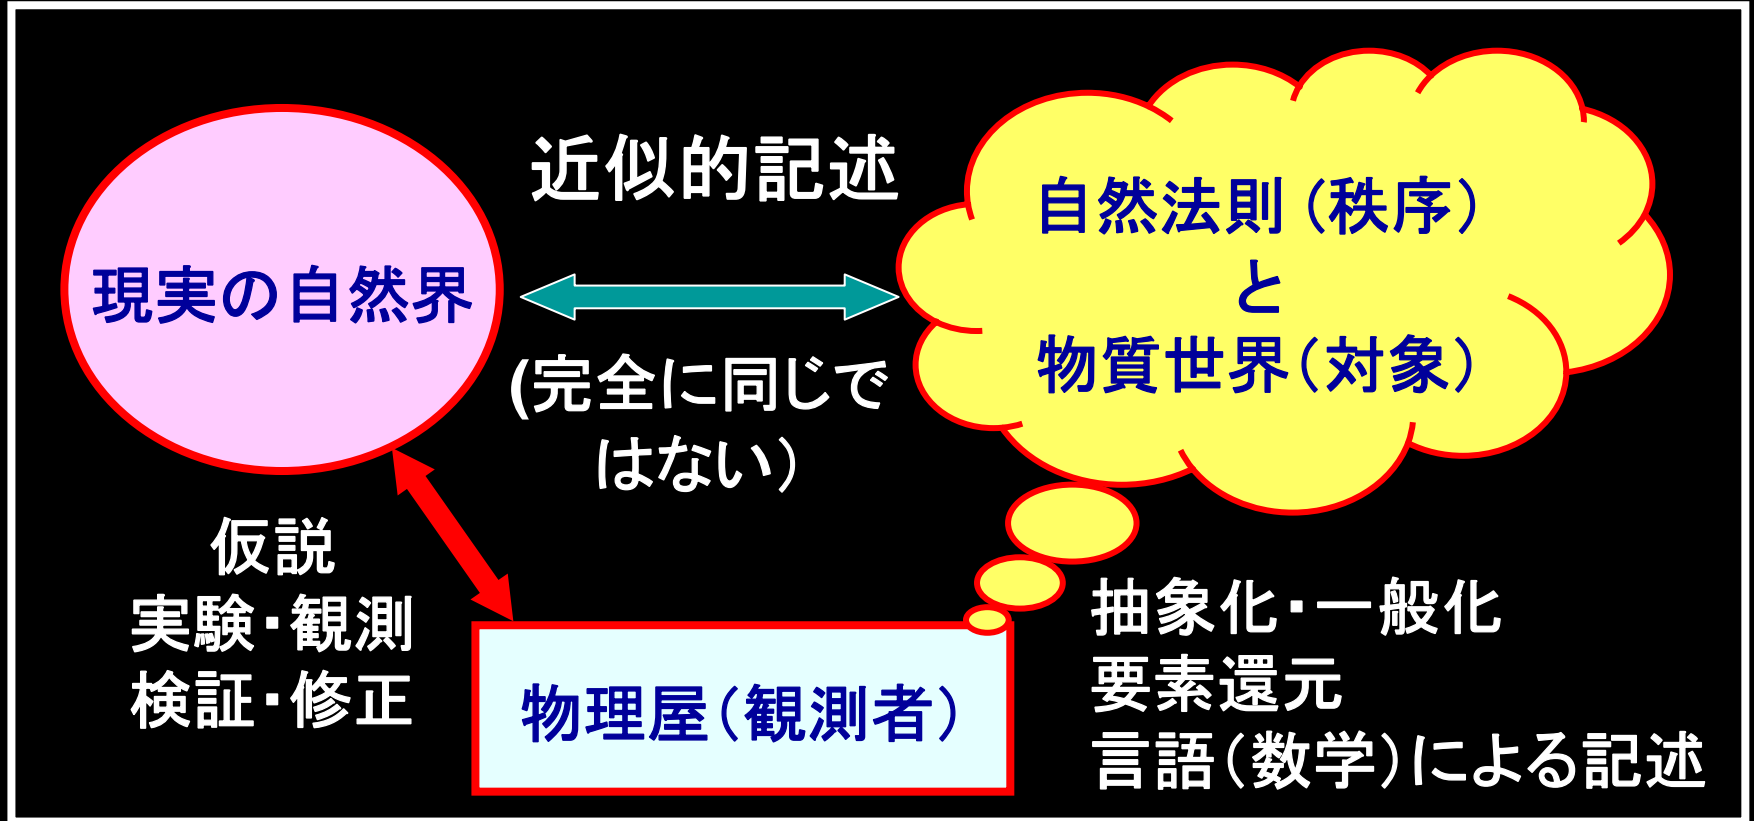 近似的記述
自然法則（秩序）
と
物質世界（対象）
現実の自然界
(完全に同じで
はない）
仮説
実験・観測
検証・修正
物理屋（観測者）
抽象化・一般化
要素還元
言語（数学）による記述